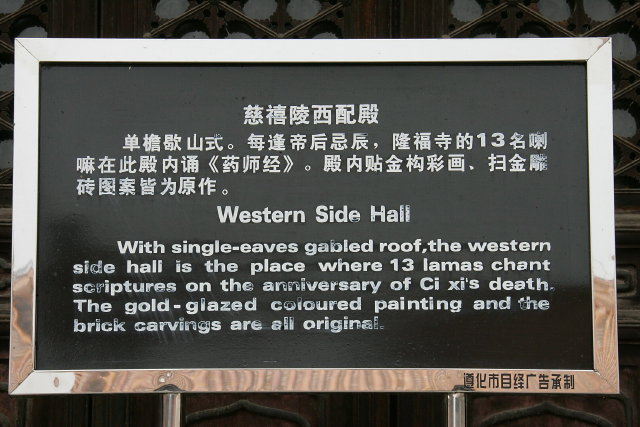 慈禧陵西配殿
单檐歇山式。每逢帝后忌辰，隆福寺的13名喇
嘛在此殿内诵《药师经》。殿内贴金构彩画、扫金雕
砖图案皆为原作。
Western Side Hall
With single-eaves gabled roof,the western
side hall is the place where 13 lamas chant
scriptures on the anniversary of Ci xi's death.
The gold-glazed coloured painting and the
brick carvings are all original.
遵化市目绎广告承制